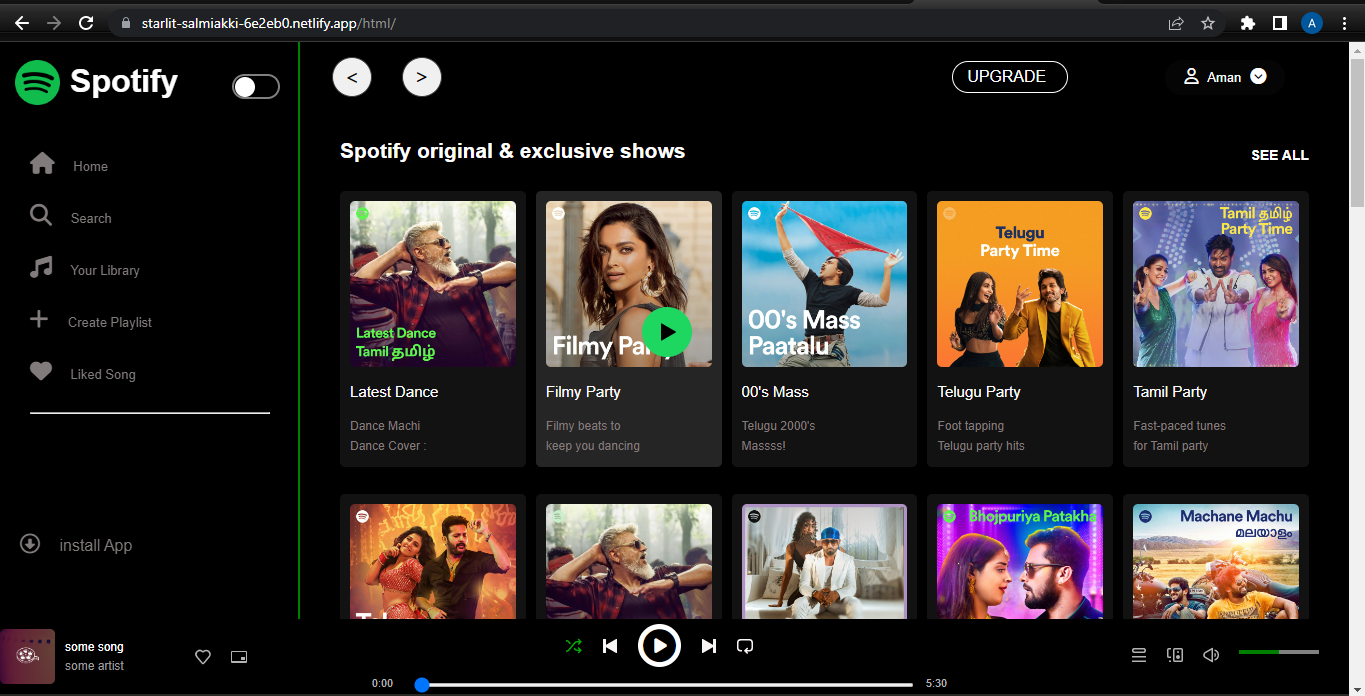 starlit-salmiakki-6e2eb0.netlify.app/html/
A
Spotify
<
>
UPGRADE
Aman
Home
Search
Your Library
Create Playlist
Liked Song
install App
Spotify original & exclusive shows
SEE ALL
Latest Dance
Tamil தமிழ்
Latest Dance
Dance Machi
Dance Cover :
Filmy
Filmy Party
Filmy beats to
keep you dancing
00's Mass
Paatalu
00's Mass
Telugu 2000's
Massss!
Telugu
Party Time
Telugu Party
Foot tapping
Telugu party hits
Tamil தமிழ்
Party Time
Tamil Party
Fast-paced tunes
for Tamil party
Bhojpuriya Patakha
Machane Machu
മലയാളം
some song
some artist
0:00
5:30